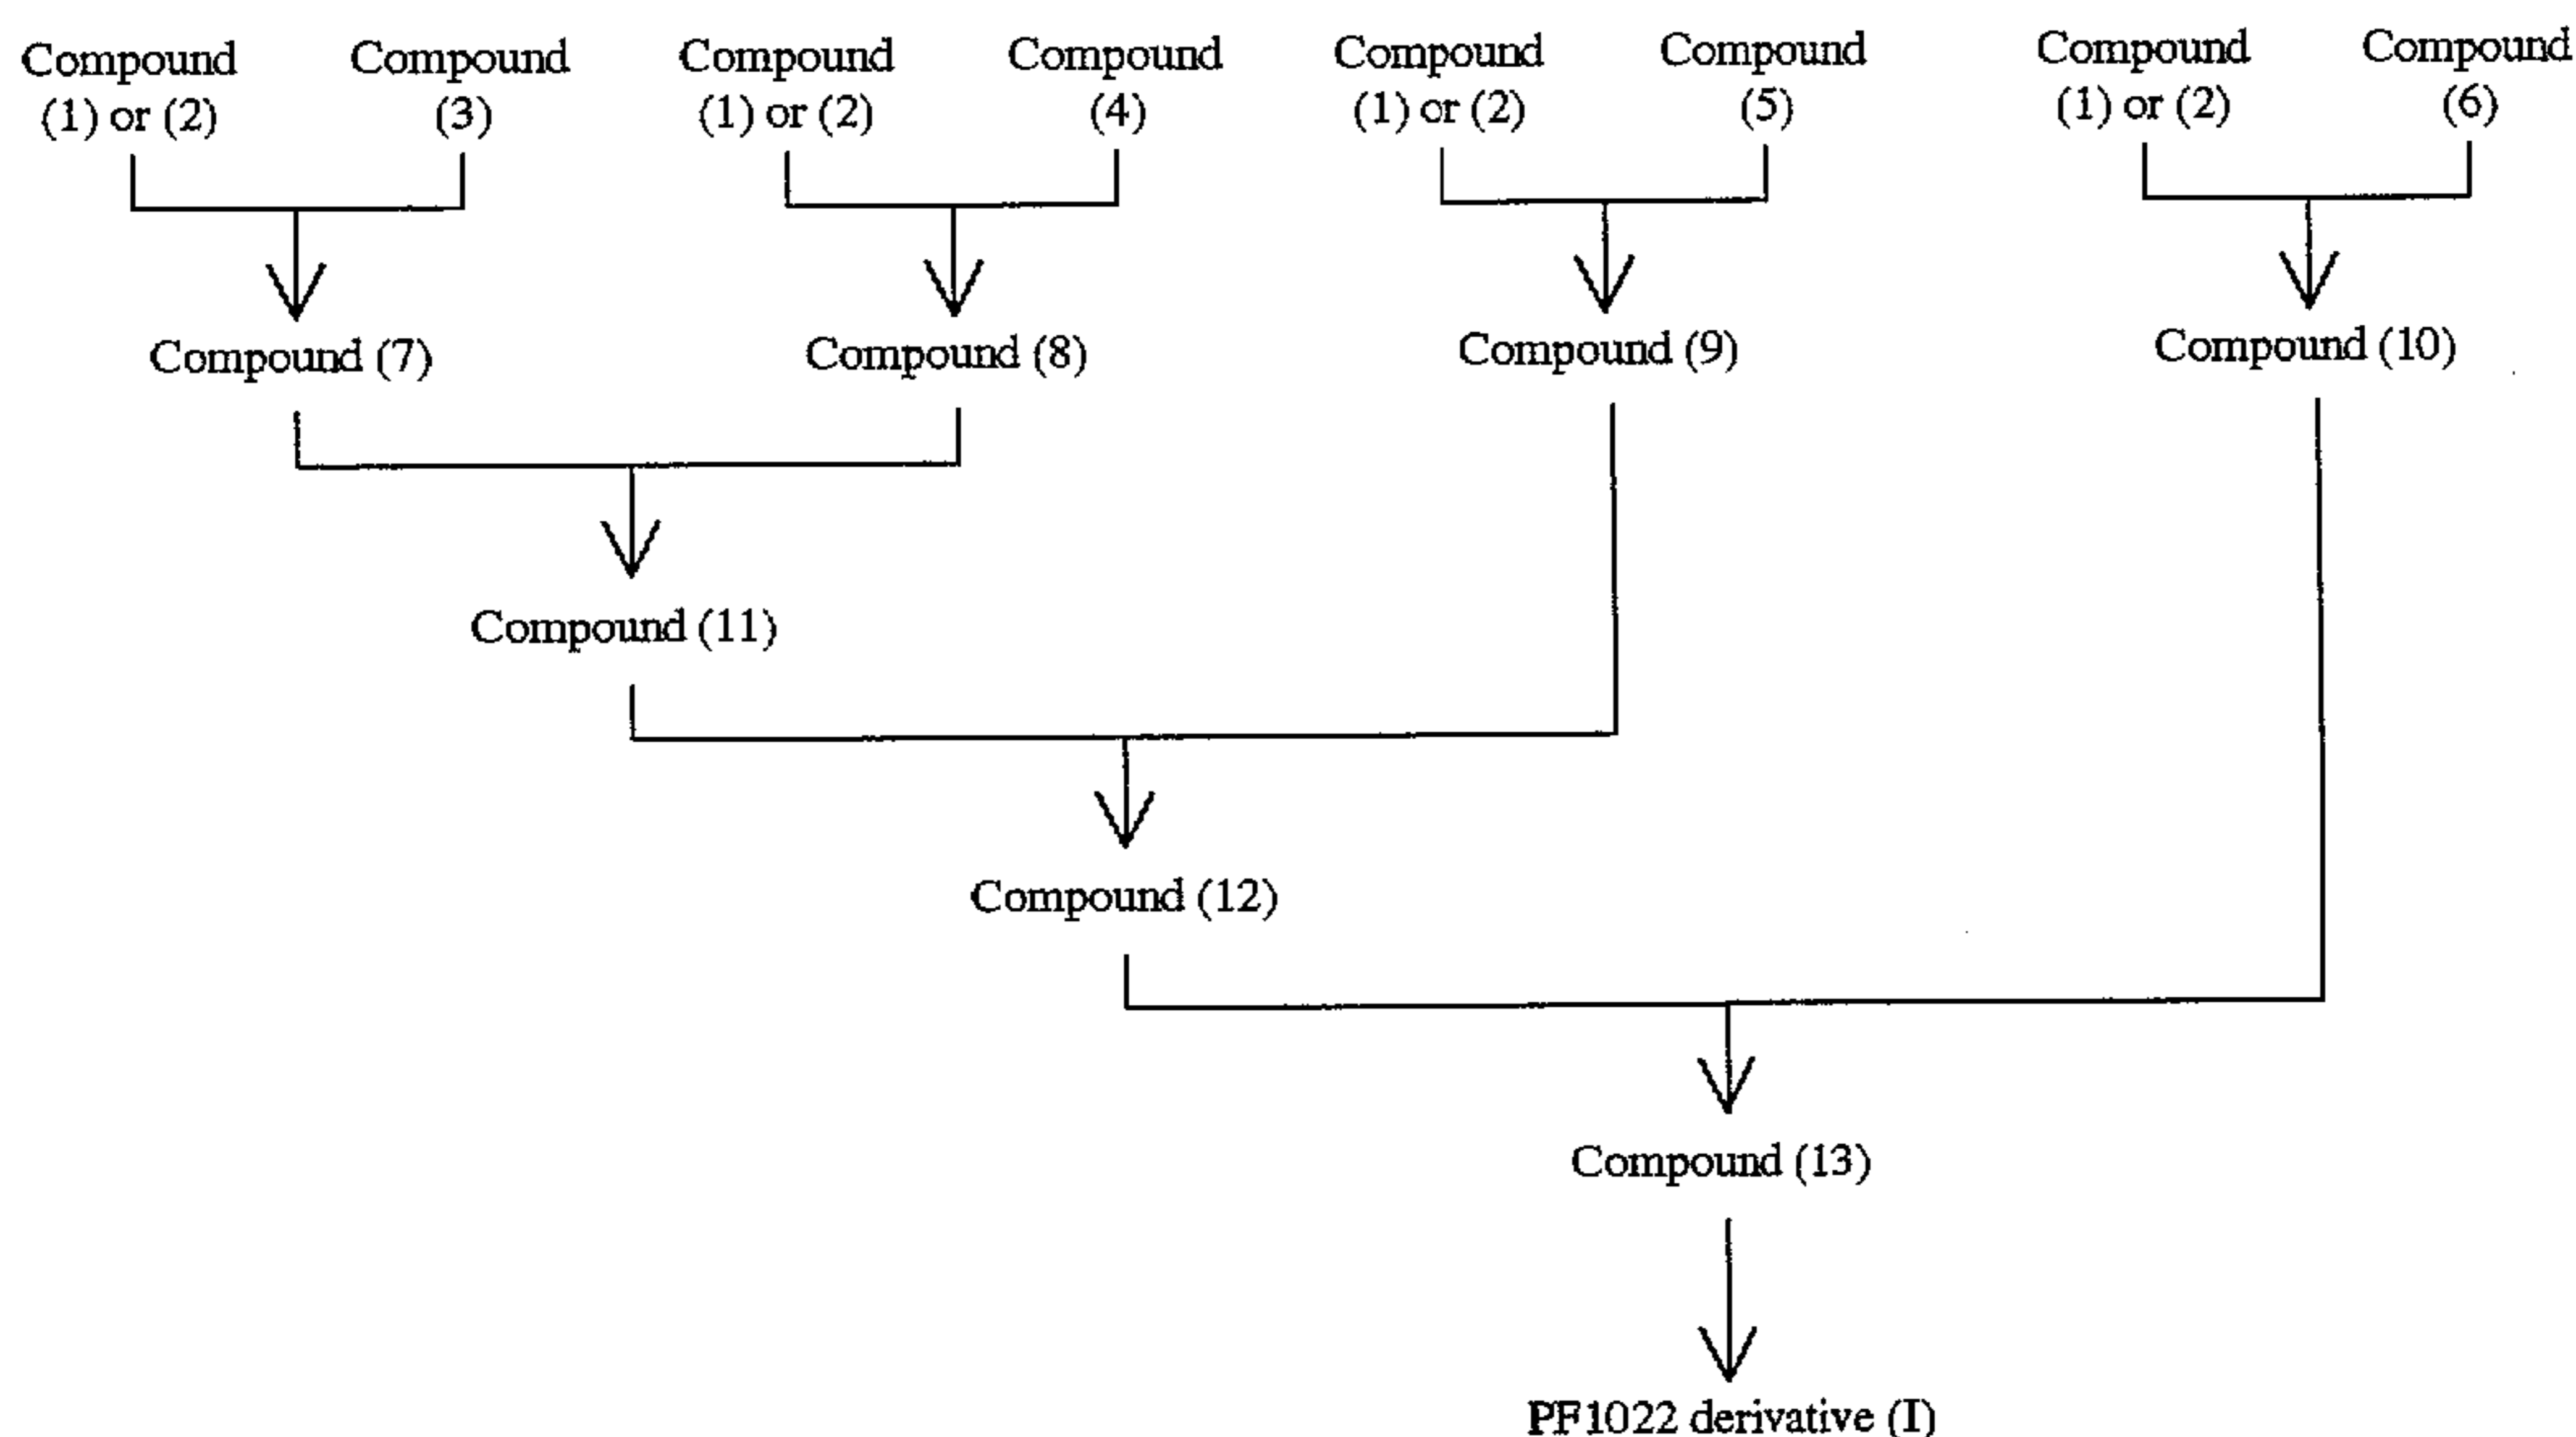 Compound
(1) or (2)
Compound
(3)
Compound
(1) or (2)
Compound
(4)
Compound
(1) or (2)
Compound
(5)
Compound
(1) or (2)
Compound
(6)
Compound (7)
Compound (8)
Compound (9)
Compound (10)
Compound (11)
Compound (12)
Compound (13)
PF1022 derivative (I)